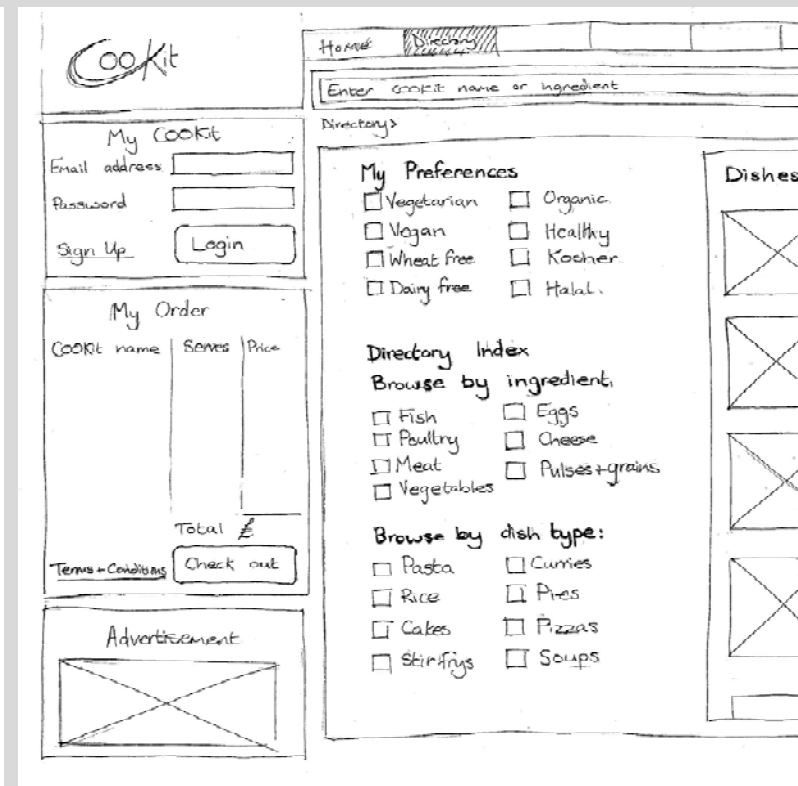 CooKit
Home Directory
Enter cookit name or ingredient
Directory>
My COOKit
Email address
Password
Sign Up Login
My Order
COOKit name Serves Price
Total £
Terms + Conditions Check out
Advertisement
My Preferences
Vegetarian Organic
Vegan Healthy
Wheat free Kosher
Dairy free Halal.
Directory Index
Browse by ingredient.
Fish Eggs
Poultry Cheese
Meat Pulses+grains
Vegetables
Browse by dish type:
Pasta Curries
Rice Pies
Cakes Pizzas
Stirfrys Soups
Dishes